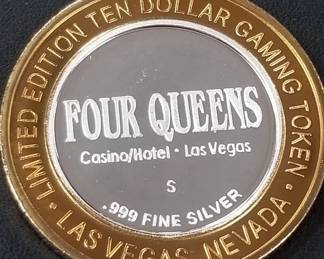 LIMITED EDITION TEN DOLLAR GAMING TOKEN •
LAS VEGAS, NEVADA •
FOUR QUEENS
Casino/Hotel • Las Vegas
S
.999 FINE SILVER